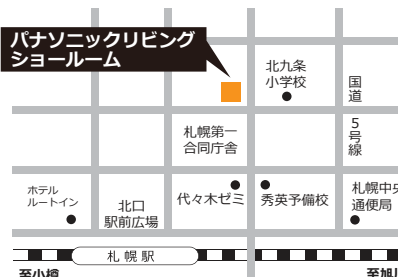 パナソニックリビング
ショールーム
北九条
小学校
国道
5号線
札幌第一
合同庁舎
ホテル
ルートイン
北口
駅前広場
代々木ゼミ
秀英予備校
札幌中央
通便局
札幌駅
至小樽
至旭川